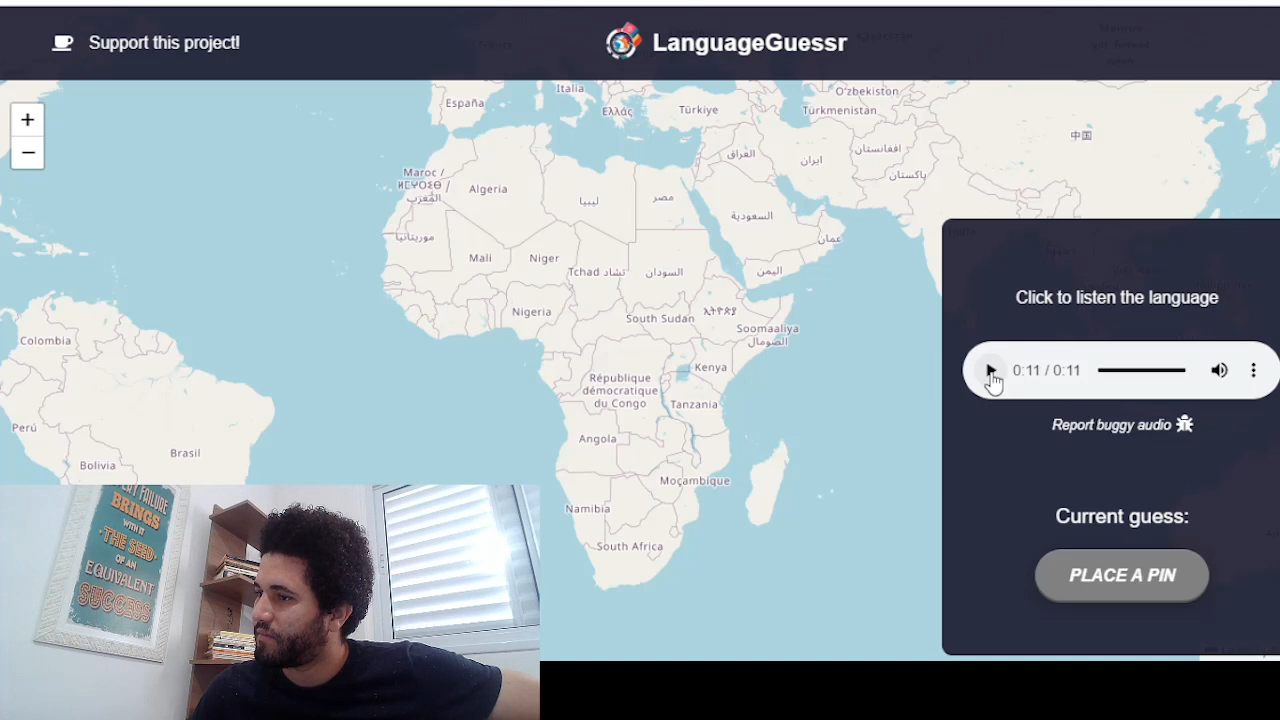 Support this project!
LanguageGuessr
+
−
España
Italia
Ελλάς
Türkiye
O'zbekiston
Türkmenistan
中国
العراق
ایران
افغانستان
پاکستان
Maroc /
ⵍⵎⵖⵔⵉⴱ /
المغرب
Algeria
ليبيا
مصر
السعودية
عمان
اليمن
موريتانيا
Mali
Niger
Tchad تشاد
السودان
Nigeria
South Sudan
ኢትዮጵያ
Soomaaliya
الصومال
Colombia
Kenya
République
démocratique
du Congo
Tanzania
Perú
Brasil
Bolivia
Angola
Moçambique
Namibia
South Africa
Click to listen the language
0:11 / 0:11
Report buggy audio
Current guess:
PLACE A PIN
FAILURE
BRINGS
WITH IT
·THE SEED·
OF AN
EQUIVALENT
SUCCESS